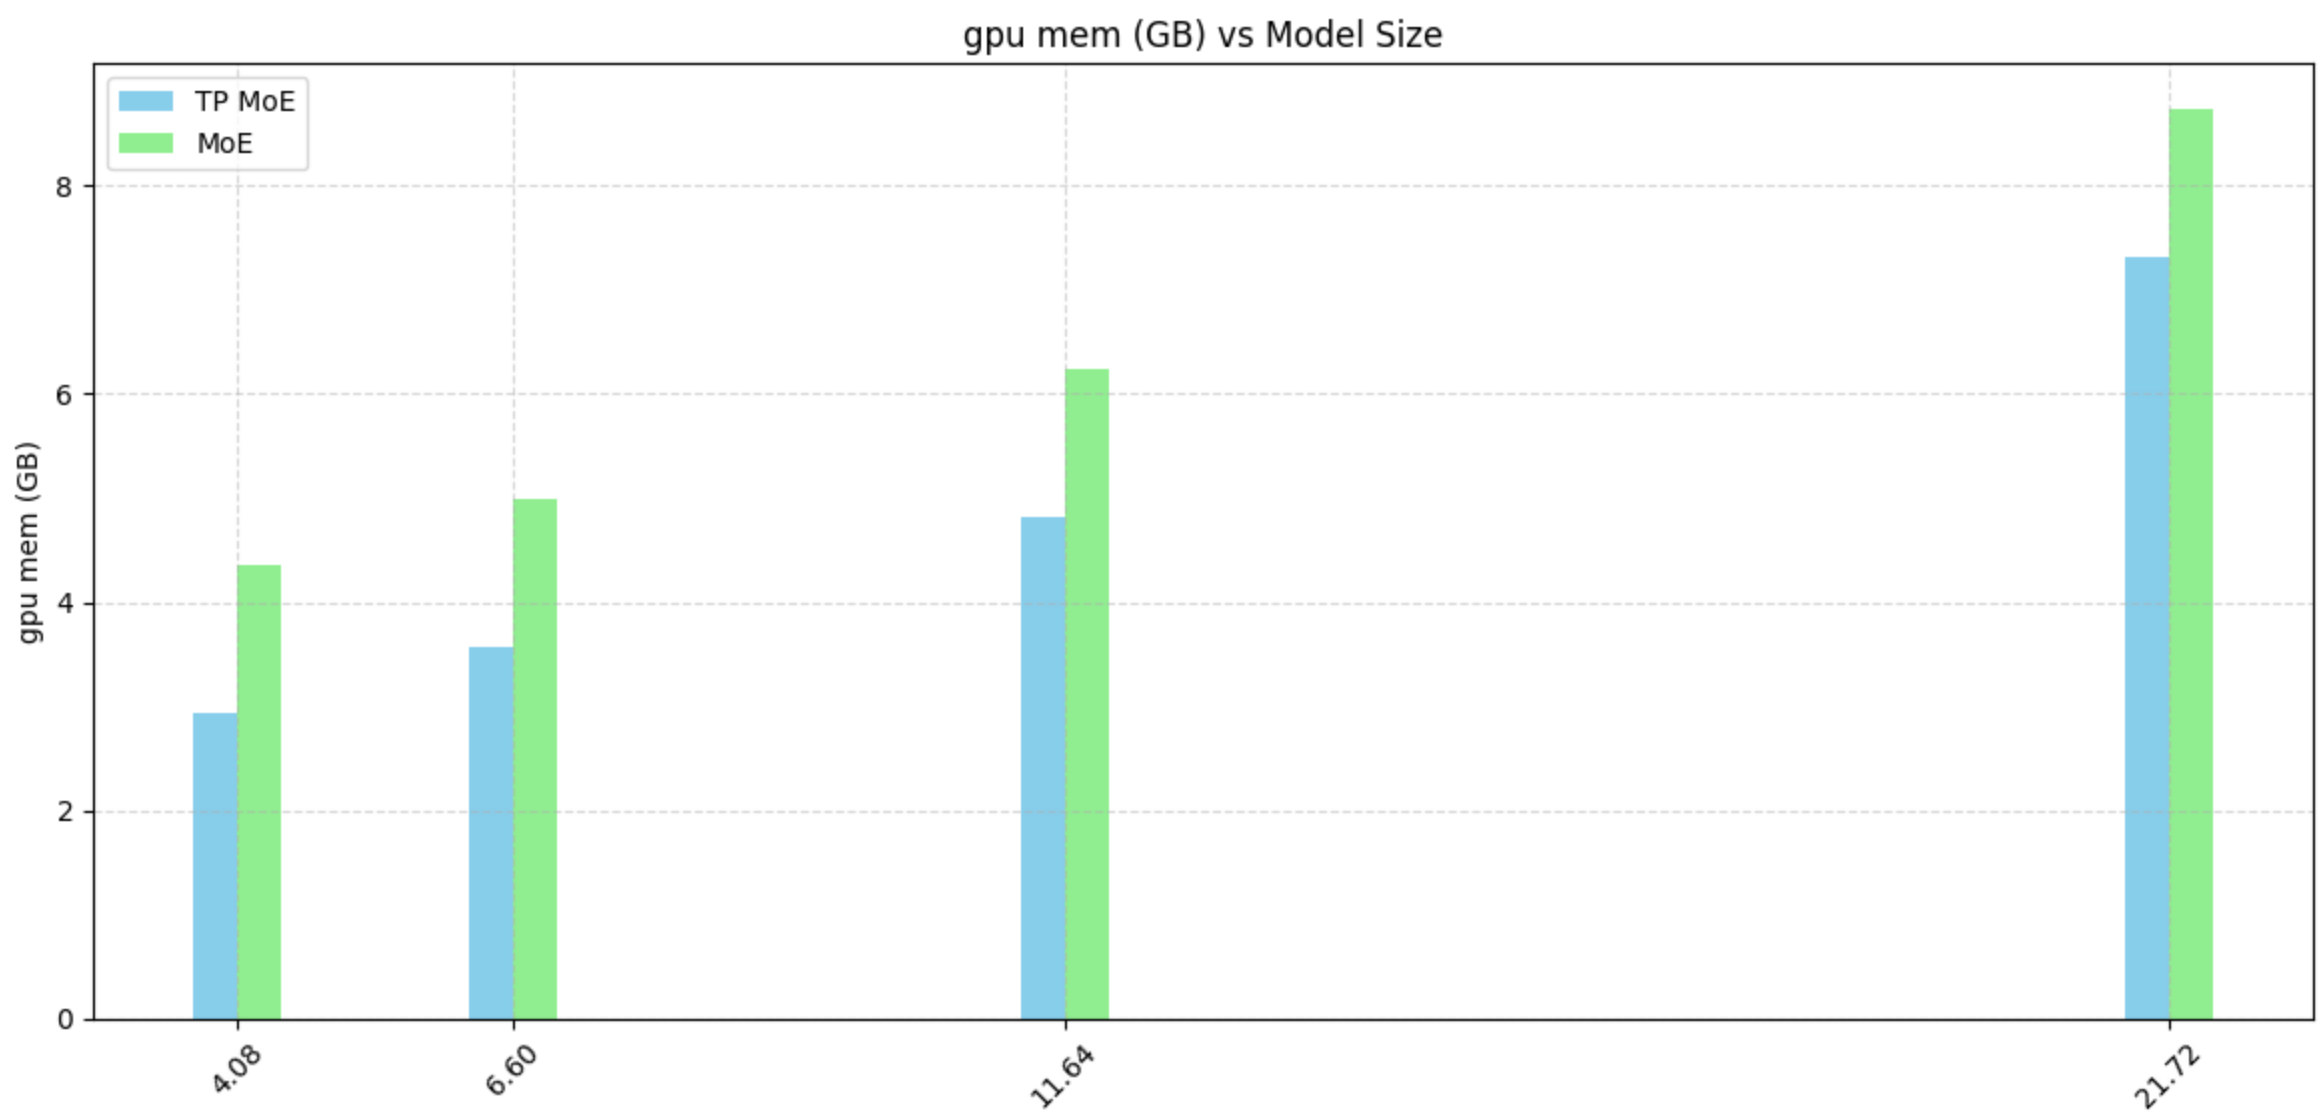 gpu mem (GB) vs Model Size
TP MoE
MoE
gpu mem (GB)
8
6
4
2
0
4.08
6.60
11.64
21.72